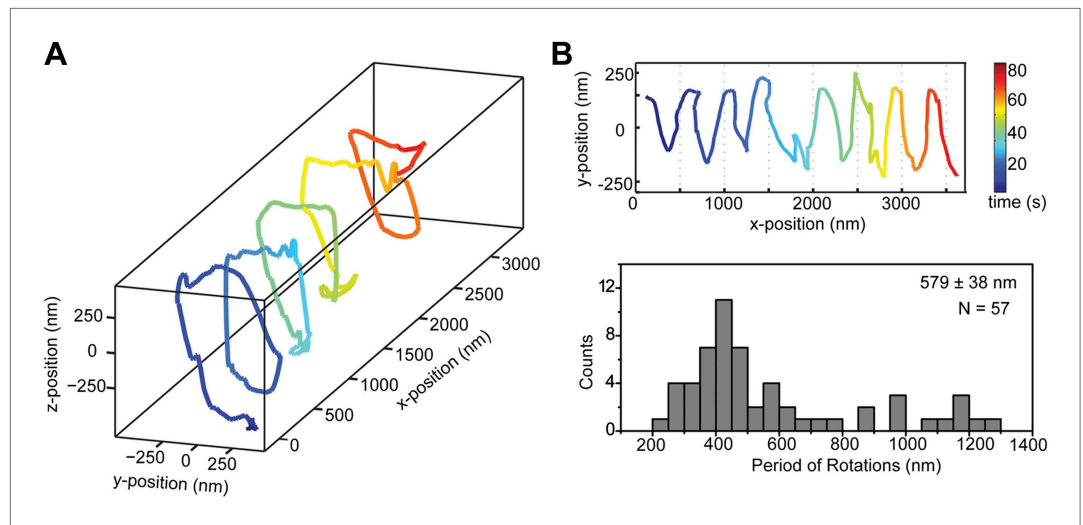 A
z-position (nm)
250
0
−250
−250
0
250
y-position (nm)
0
500
1000
1500
2000
2500
3000
x-position (nm)
B
y-position (nm)
250
0
-250
0
1000
2000
3000
x-position (nm)
80
60
40
20
time (s)
579 ± 38 nm
N = 57
Counts
12
8
4
0
200
400
600
800
1000
1200
1400
Period of Rotations (nm)